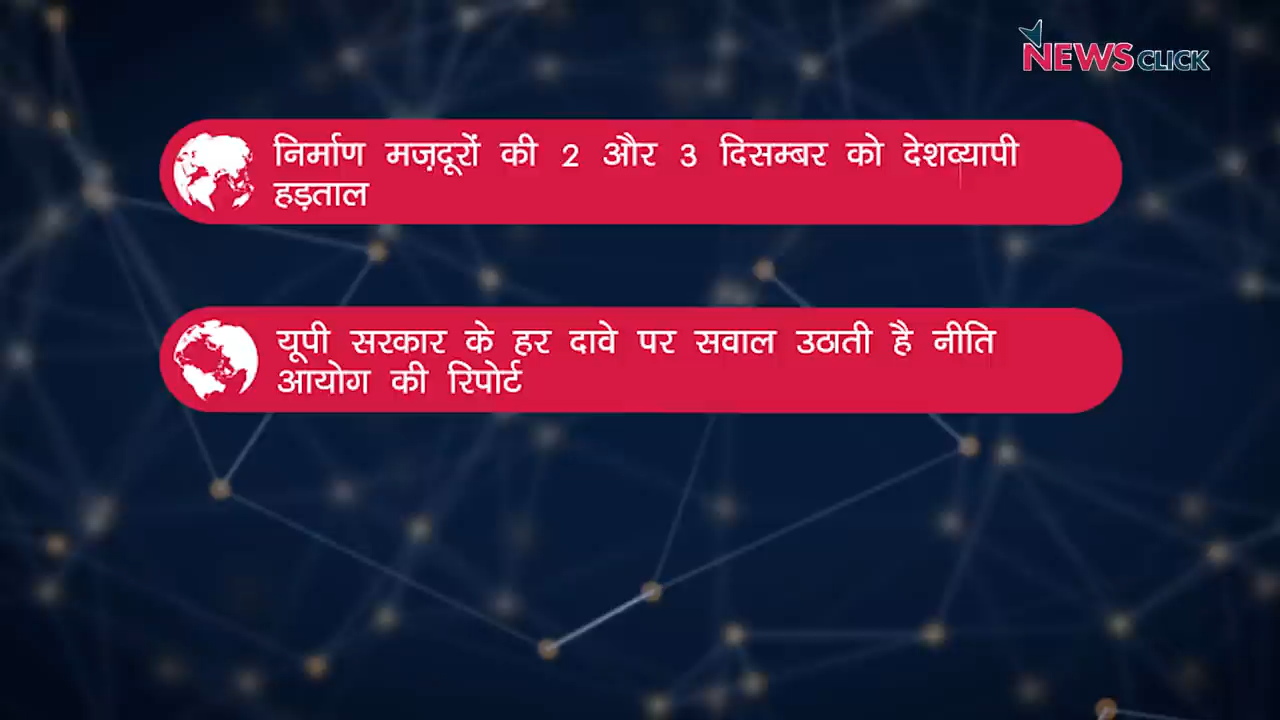 NEWSCLICK
निर्माण मज़दूरों की 2 और 3 दिसम्बर को देशव्यापी
हड़ताल
यूपी सरकार के हर दावे पर सवाल उठाती है नीति
आयोग की रिपोर्ट